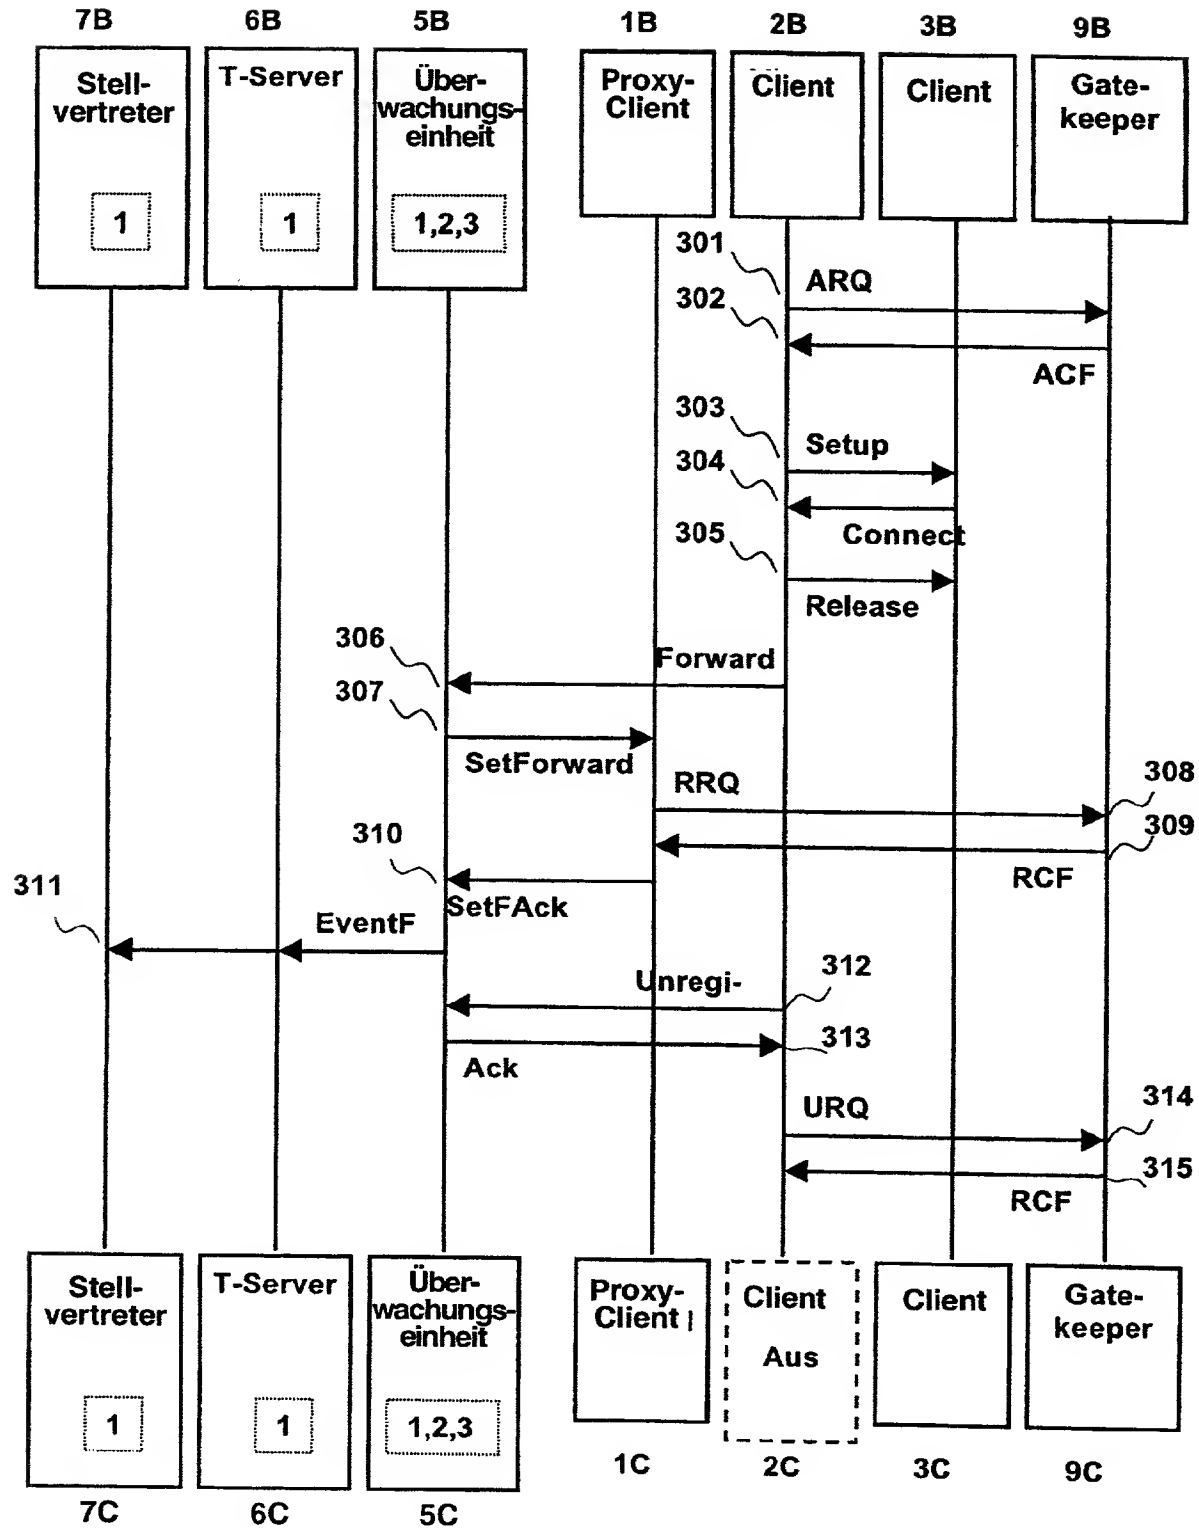 7B 6B 5B 1B 2B 3B 9B
Stell-
vertreter
1
T-Server
1
Über-
wachungs-
einheit
1,2,3
Proxy-
Client
Client
Client
Gate-
keeper
301
ARQ
302
ACF
303
Setup
304
Connect
305
Release
306
Forward
307
SetForward
RRQ
308
309
RCF
310
SetFAck
311
EventF
312
Unregi-
313
Ack
URQ
314
315
RCF
Stell-
vertreter
1
T-Server
1
Über-
wachungs-
einheit
1,2,3
Proxy-
Client
Client
Aus
Client
Gate-
keeper
7C 6C 5C 1C 2C 3C 9C